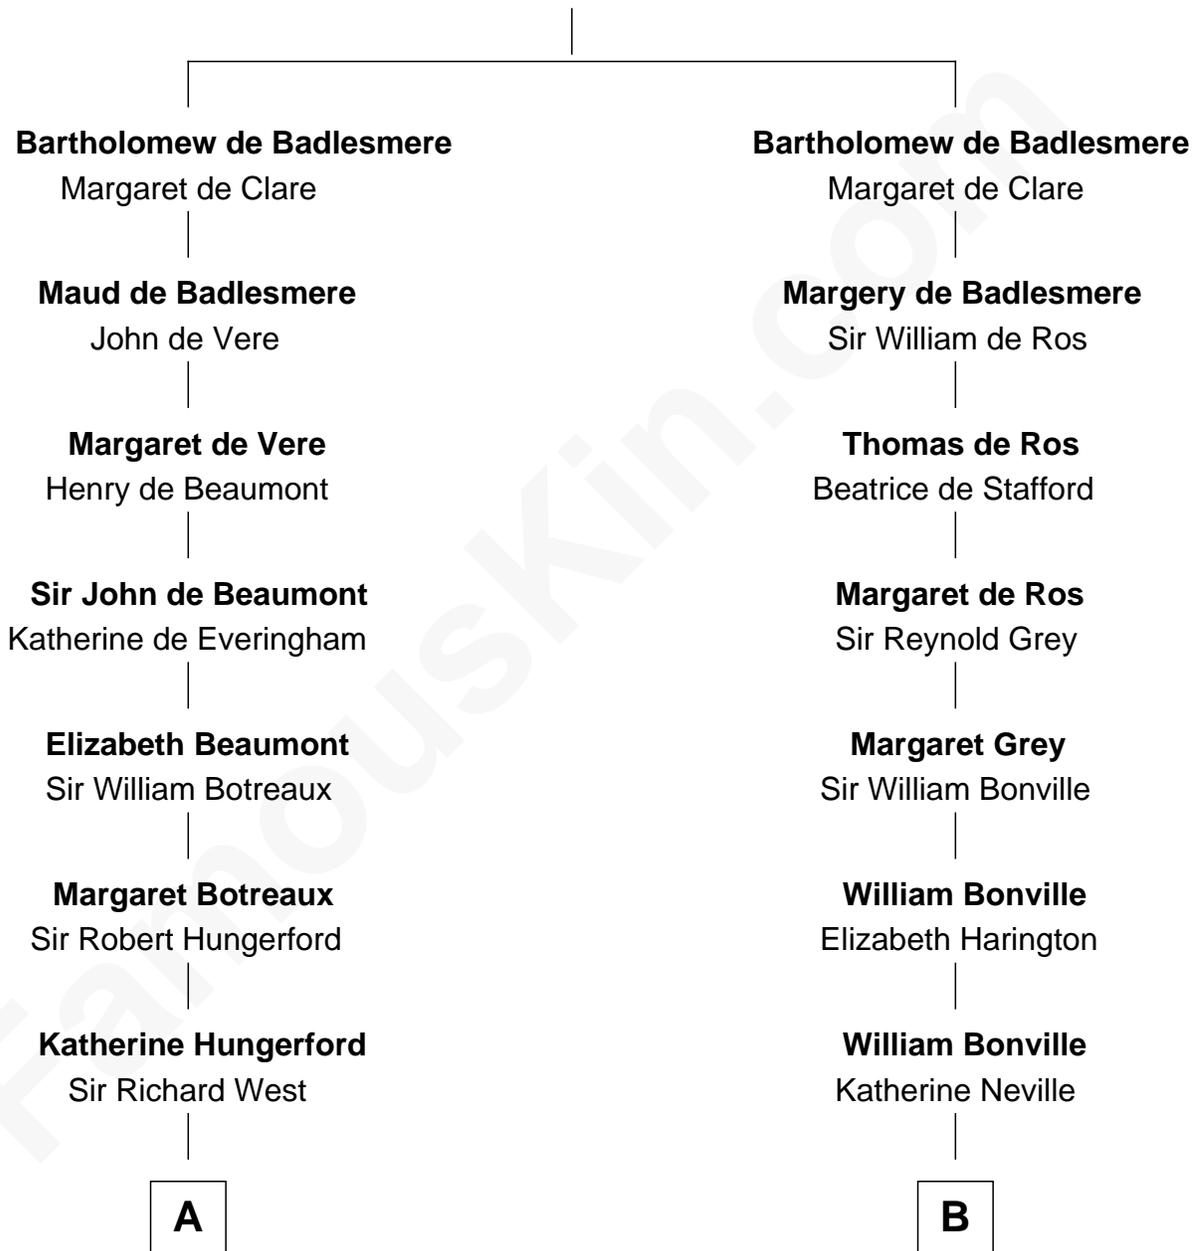 Bartholomew de Badlesmere
Margaret de Clare
Maud de Badlesmere
John de Vere
Margaret de Vere
Henry de Beaumont
Sir John de Beaumont
Katherine de Everingham
Elizabeth Beaumont
Sir William Botreaux
Margaret Botreaux
Sir Robert Hungerford
Katherine Hungerford
Sir Richard West
A
Bartholomew de Badlesmere
Margaret de Clare
Margery de Badlesmere
Sir William de Ros
Thomas de Ros
Beatrice de Stafford
Margaret de Ros
Sir Reynold Grey
Margaret Grey
Sir William Bonville
William Bonville
Elizabeth Harington
William Bonville
Katherine Neville
B
FamousKin.com